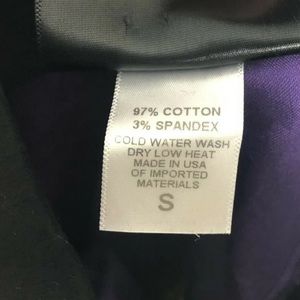 97% COTTON
3% SPANDEX
COLD WATER WASH
DRY LOW HEAT
MADE IN USA
OF IMPORTED
MATERIALS
S